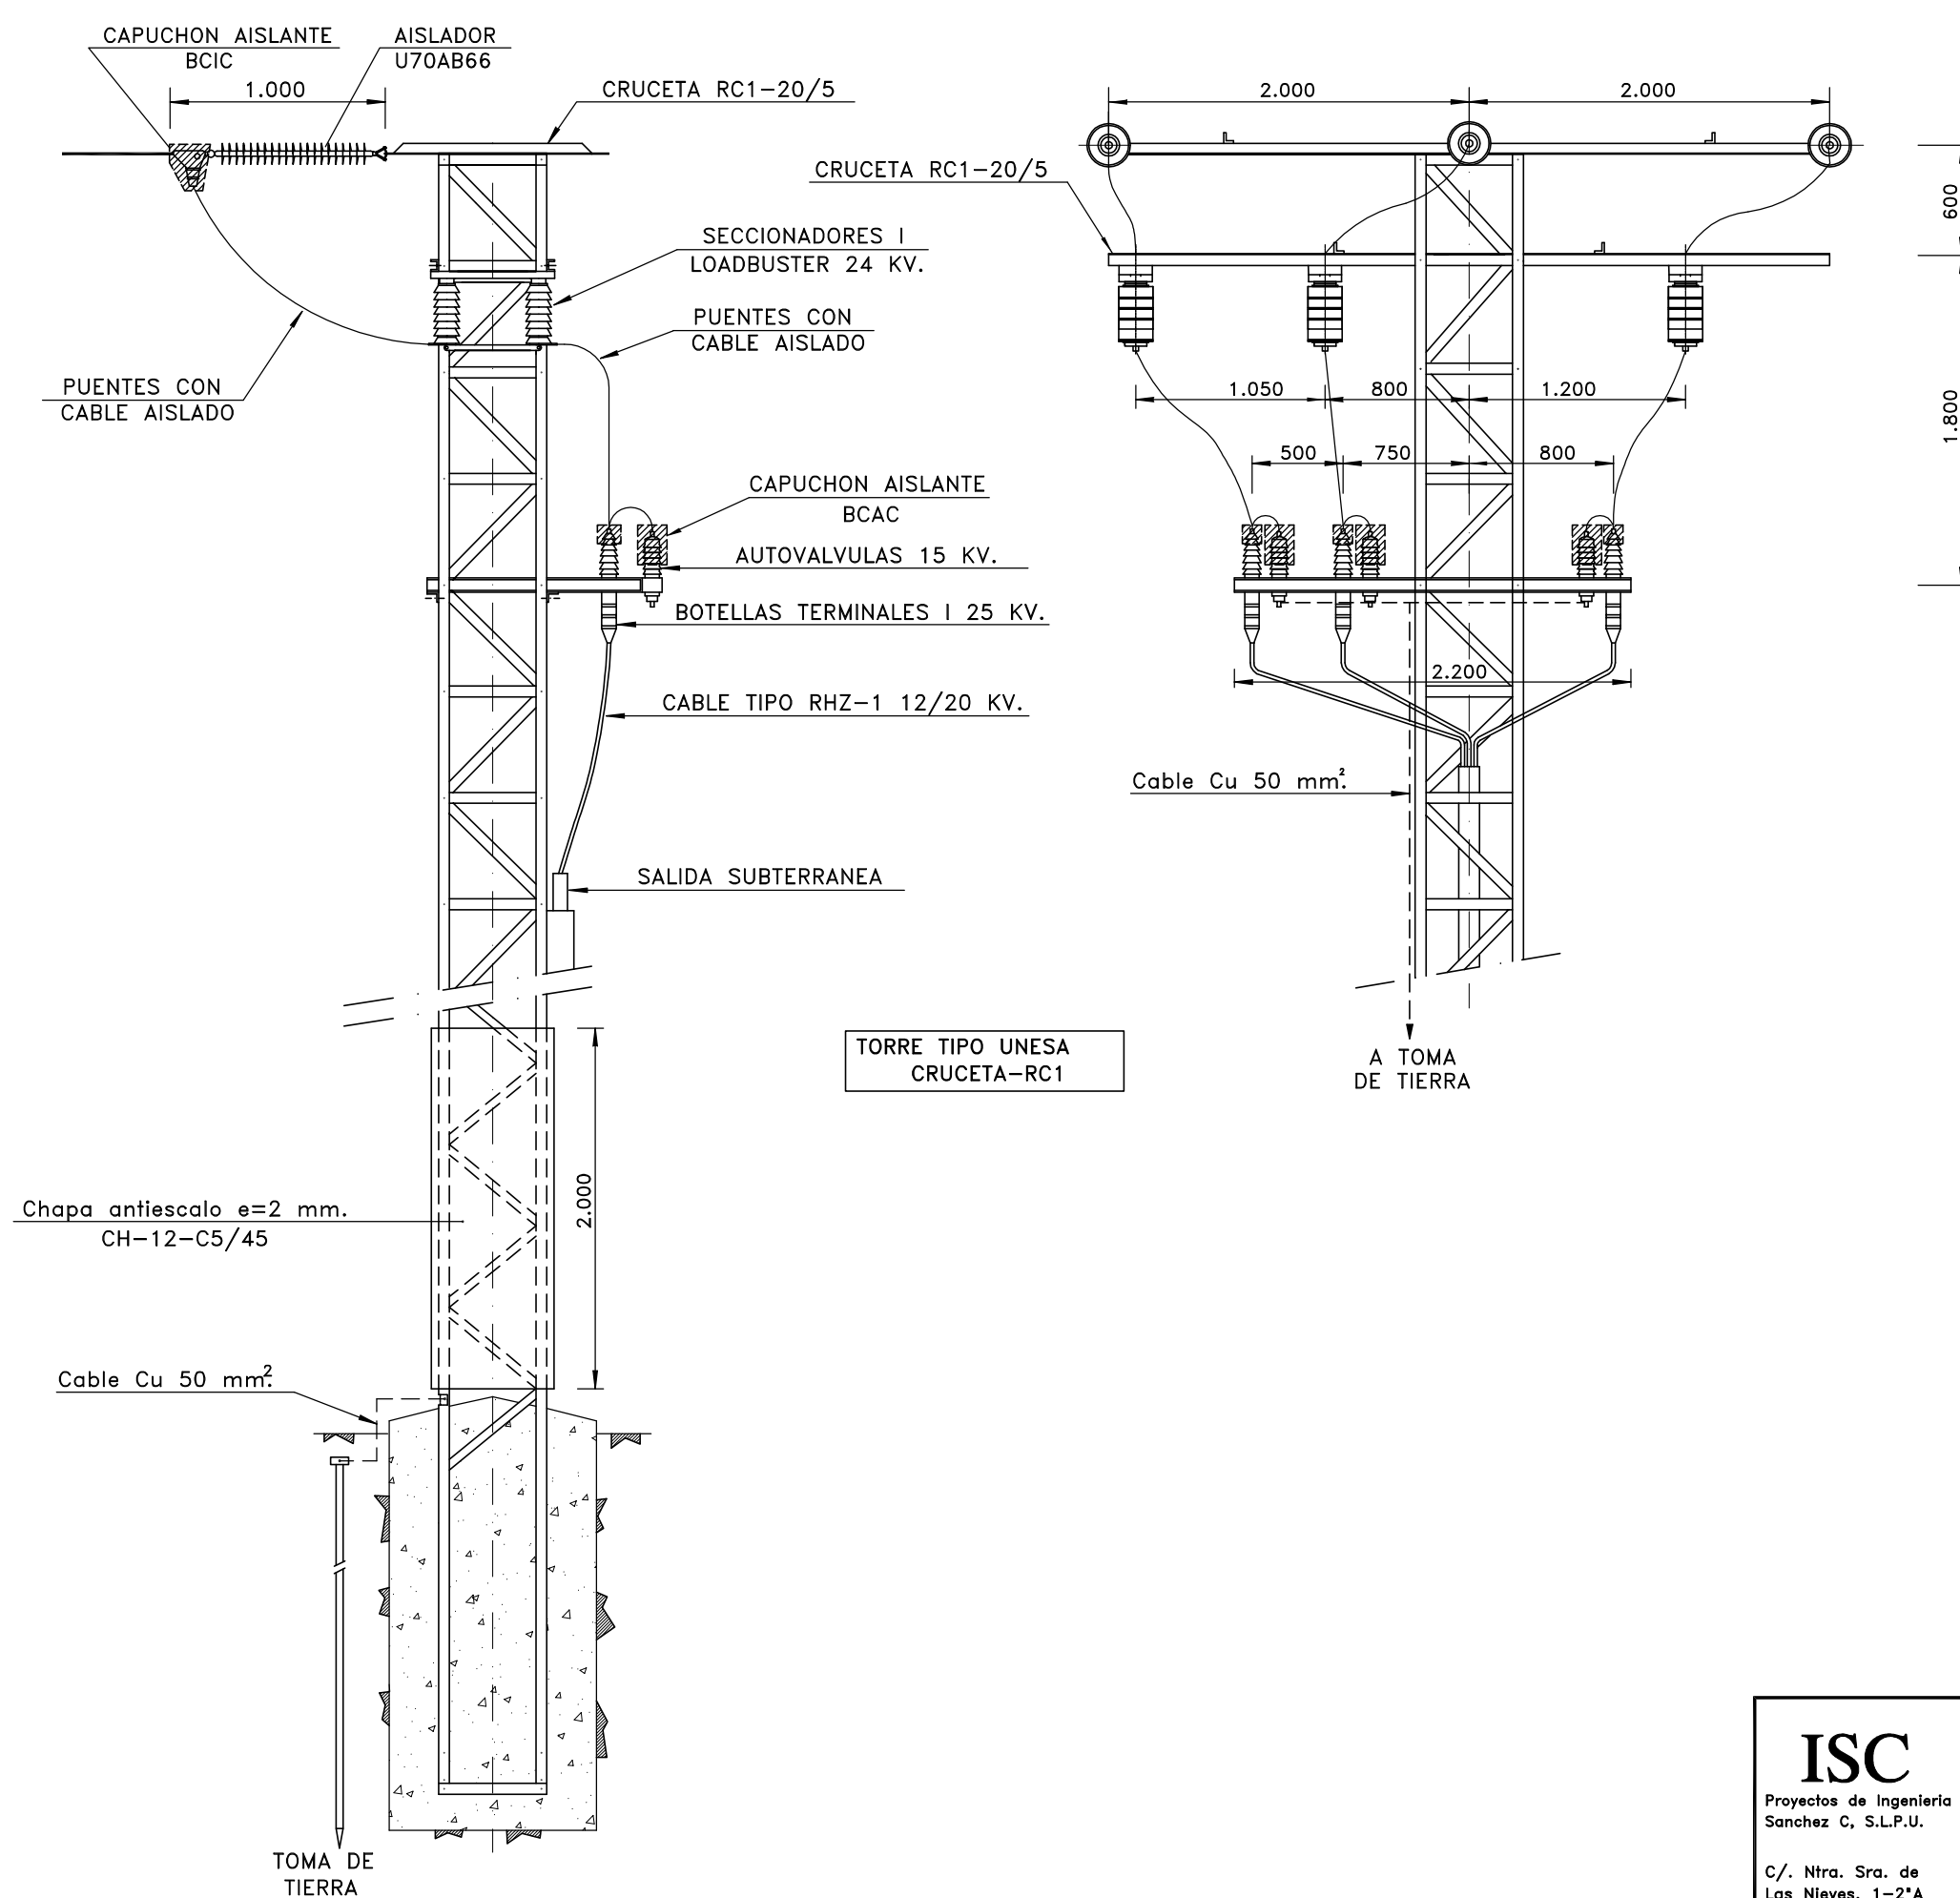 CAPUCHON AISLANTE
BCIC
AISLADOR
U70AB66
1.000
CRUCETA RC1-20/5
2.000
2.000
CRUCETA RC1-20/5
600
SECCIONADORES I
LOADBUSTER 24 KV.
PUENTES CON
CABLE AISLADO
PUENTES CON
CABLE AISLADO
1.050
800
1.200
1.800
500
750
800
CAPUCHON AISLANTE
BCAC
AUTOVALVULAS 15 KV.
BOTELLAS TERMINALES I 25 KV.
2.200
CABLE TIPO RHZ-1 12/20 KV.
Cable Cu 50 mm².
SALIDA SUBTERRANEA
TORRE TIPO UNESA
CRUCETA-RC1
A TOMA
DE TIERRA
2.000
Chapa antiescalo e=2 mm.
CH-12-C5/45
Cable Cu 50 mm².
TOMA DE
TIERRA
ISC
Proyectos de Ingenieria
Sanchez C, S.L.P.U.
C/. Ntra. Sra. de
Las Nieves, 1-2ºA